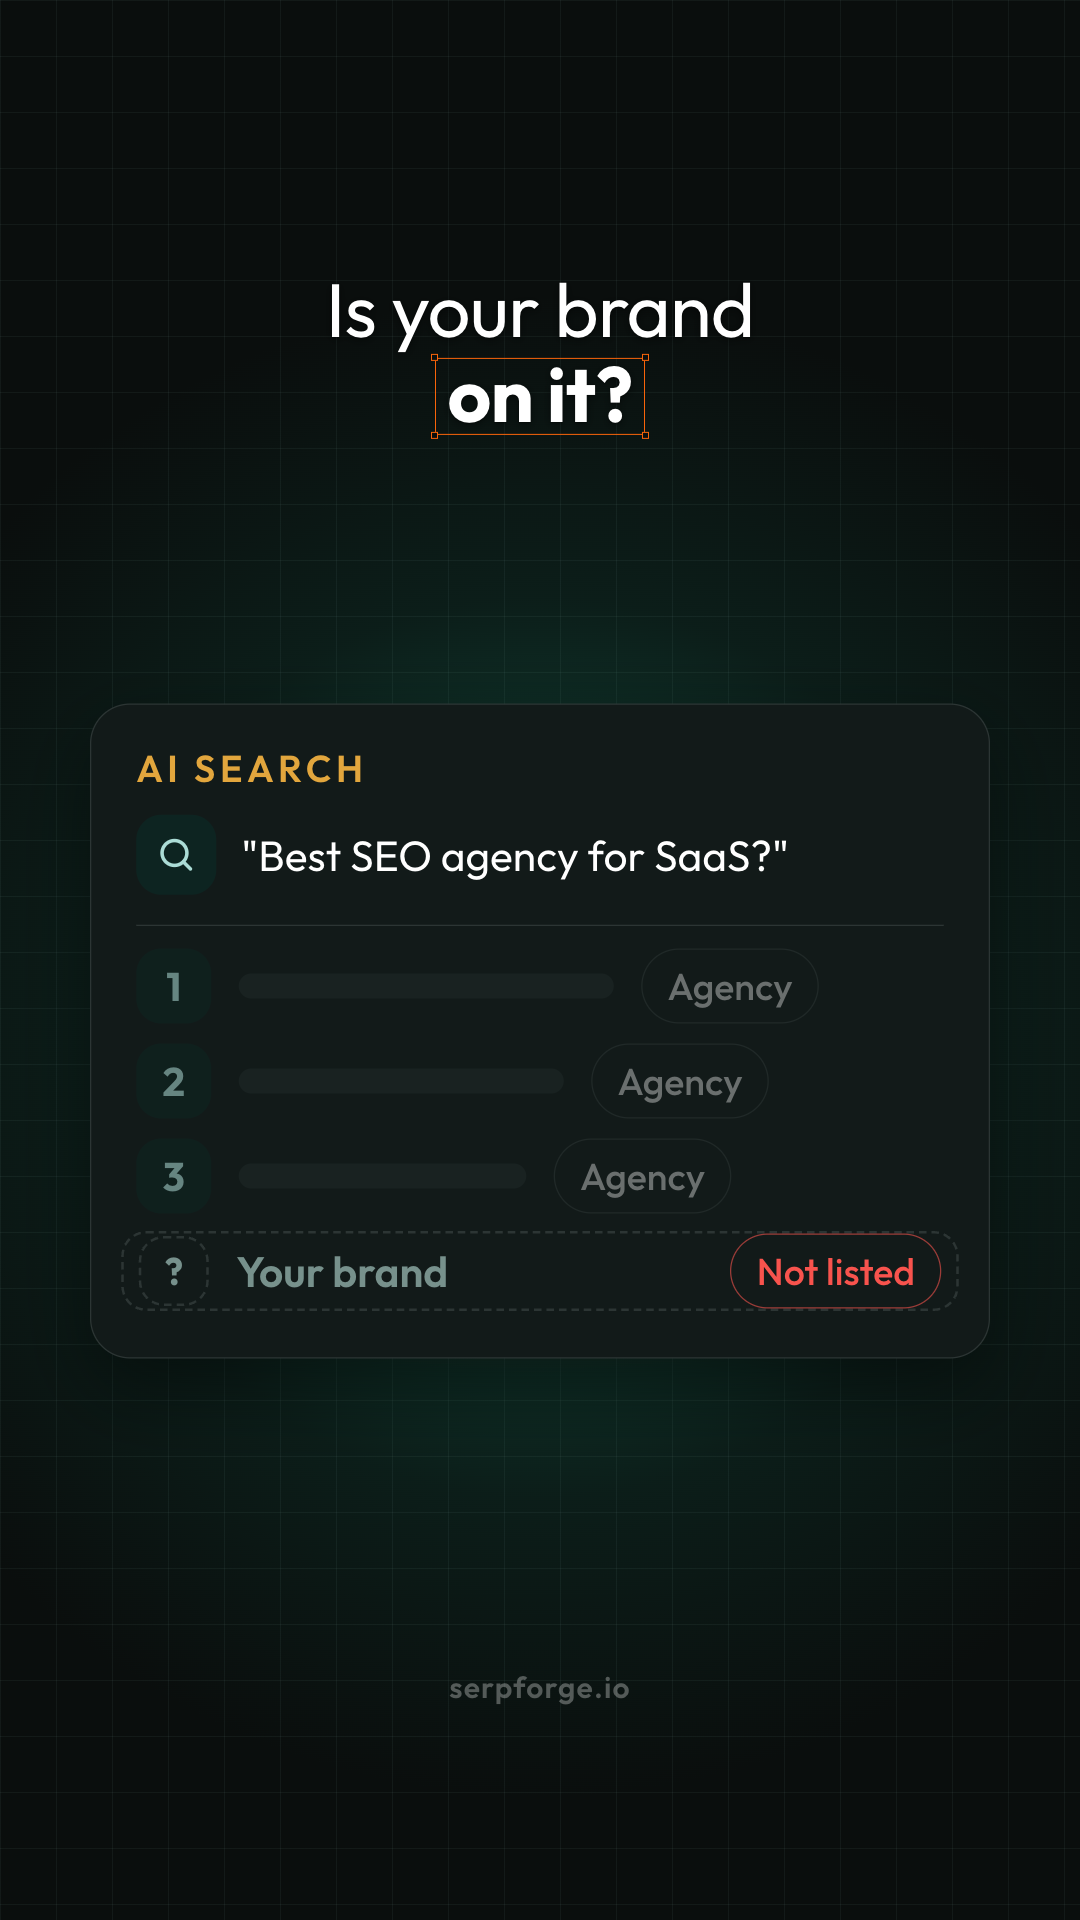 Is your brand
on it?
AI SEARCH
"Best SEO agency for SaaS?"
1 Agency
2 Agency
3 Agency
? Your brand Not listed
serpforge.io